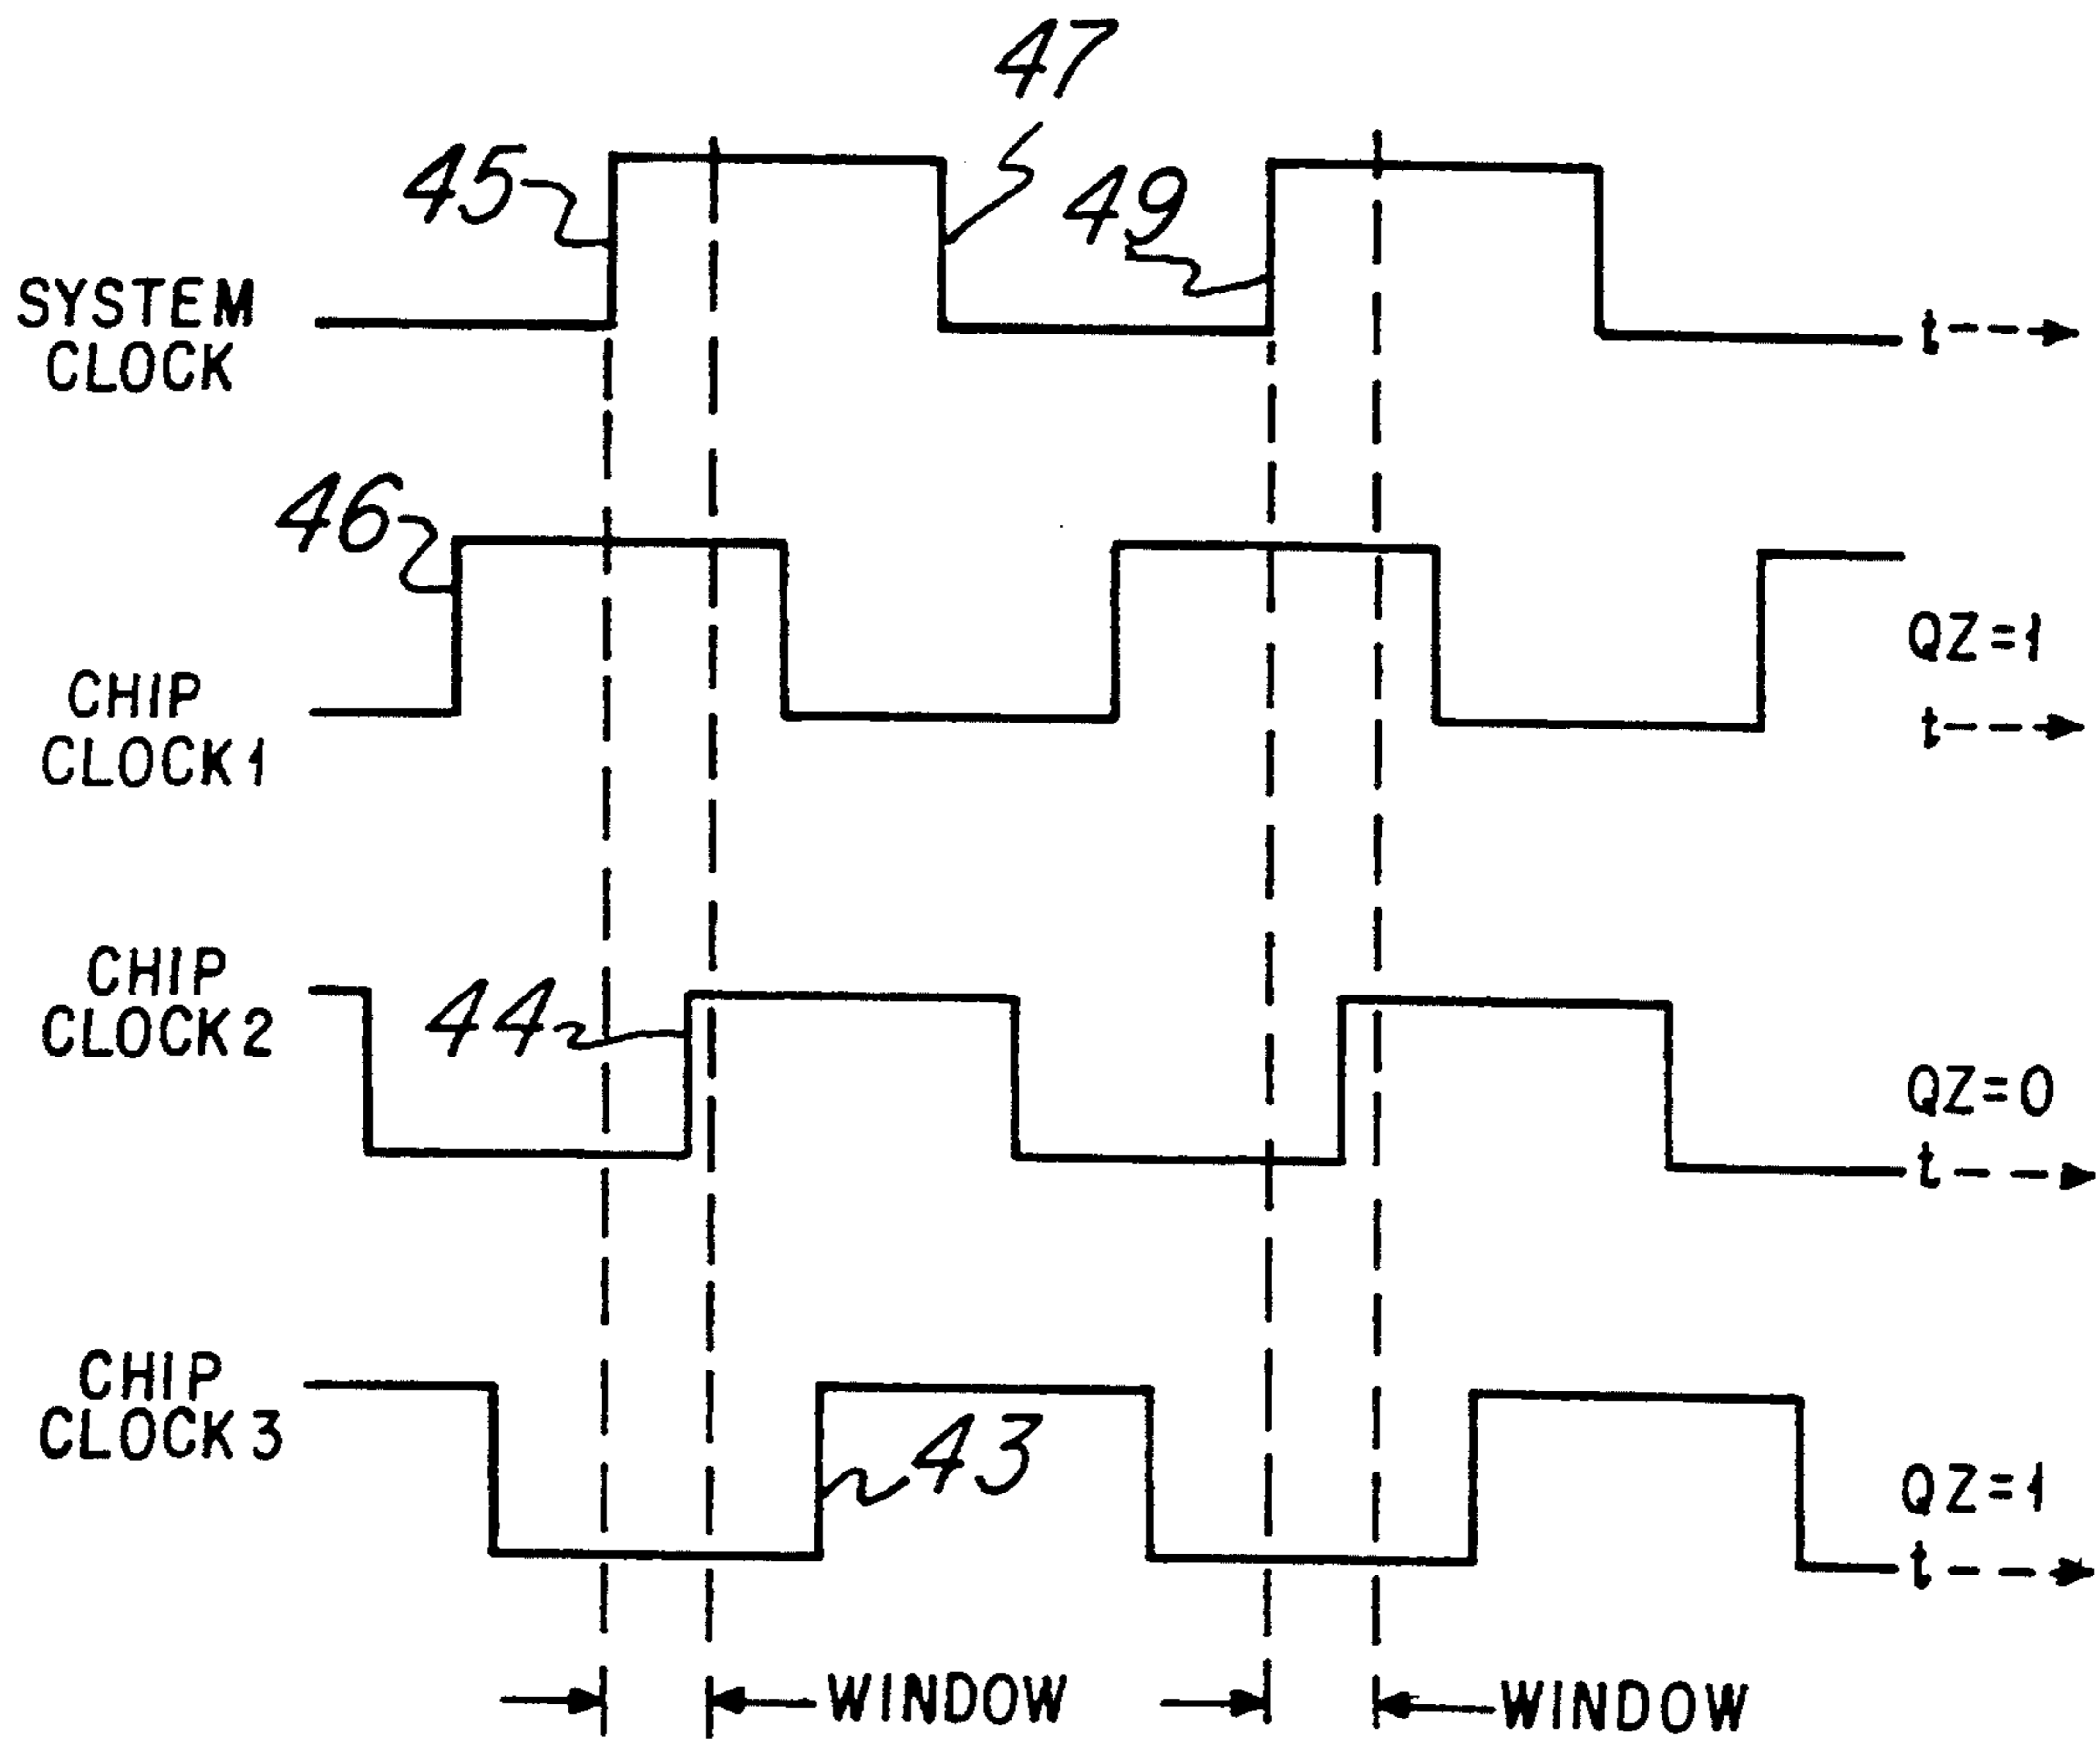 47
45
49
SYSTEM
CLOCK
t
46
QZ=1
CHIP
CLOCK 1
t
CHIP
CLOCK 2
44
QZ=0
t
CHIP
CLOCK 3
43
QZ=1
t
WINDOW
WINDOW